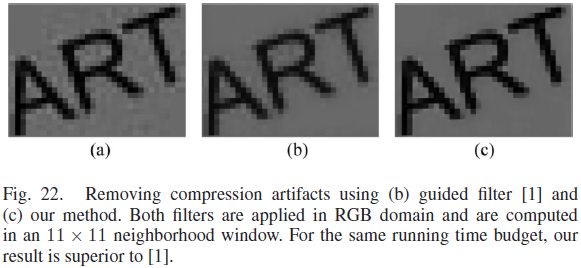 ART ART ART
(a) (b) (c)
Fig. 22. Removing compression artifacts using (b) guided filter [1] and
(c) our method. Both filters are applied in RGB domain and are computed
in an 11 × 11 neighborhood window. For the same running time budget, our
result is superior to [1].